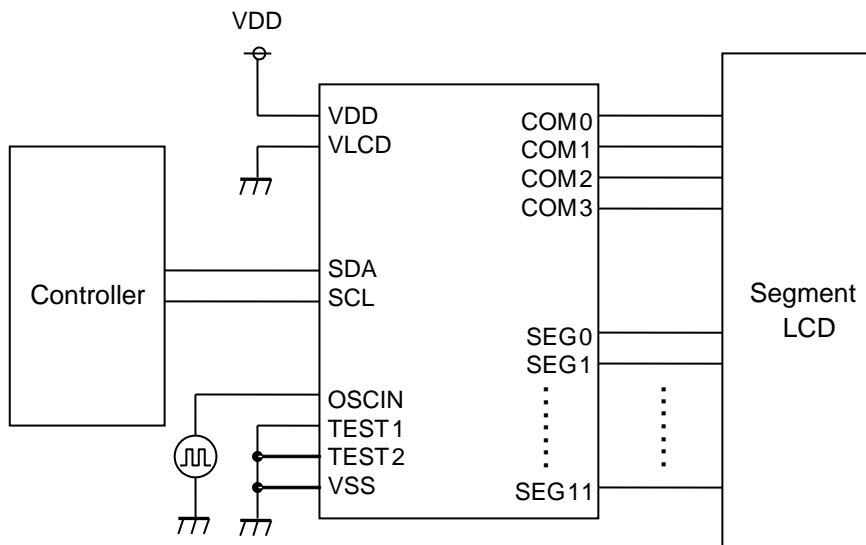 VDD
VDD
VLCD
COM0
COM1
COM2
COM3
Controller
SDA
SCL
Segment
LCD
SEG0
SEG1
OSCIN
TEST1
TEST2
VSS
SEG11